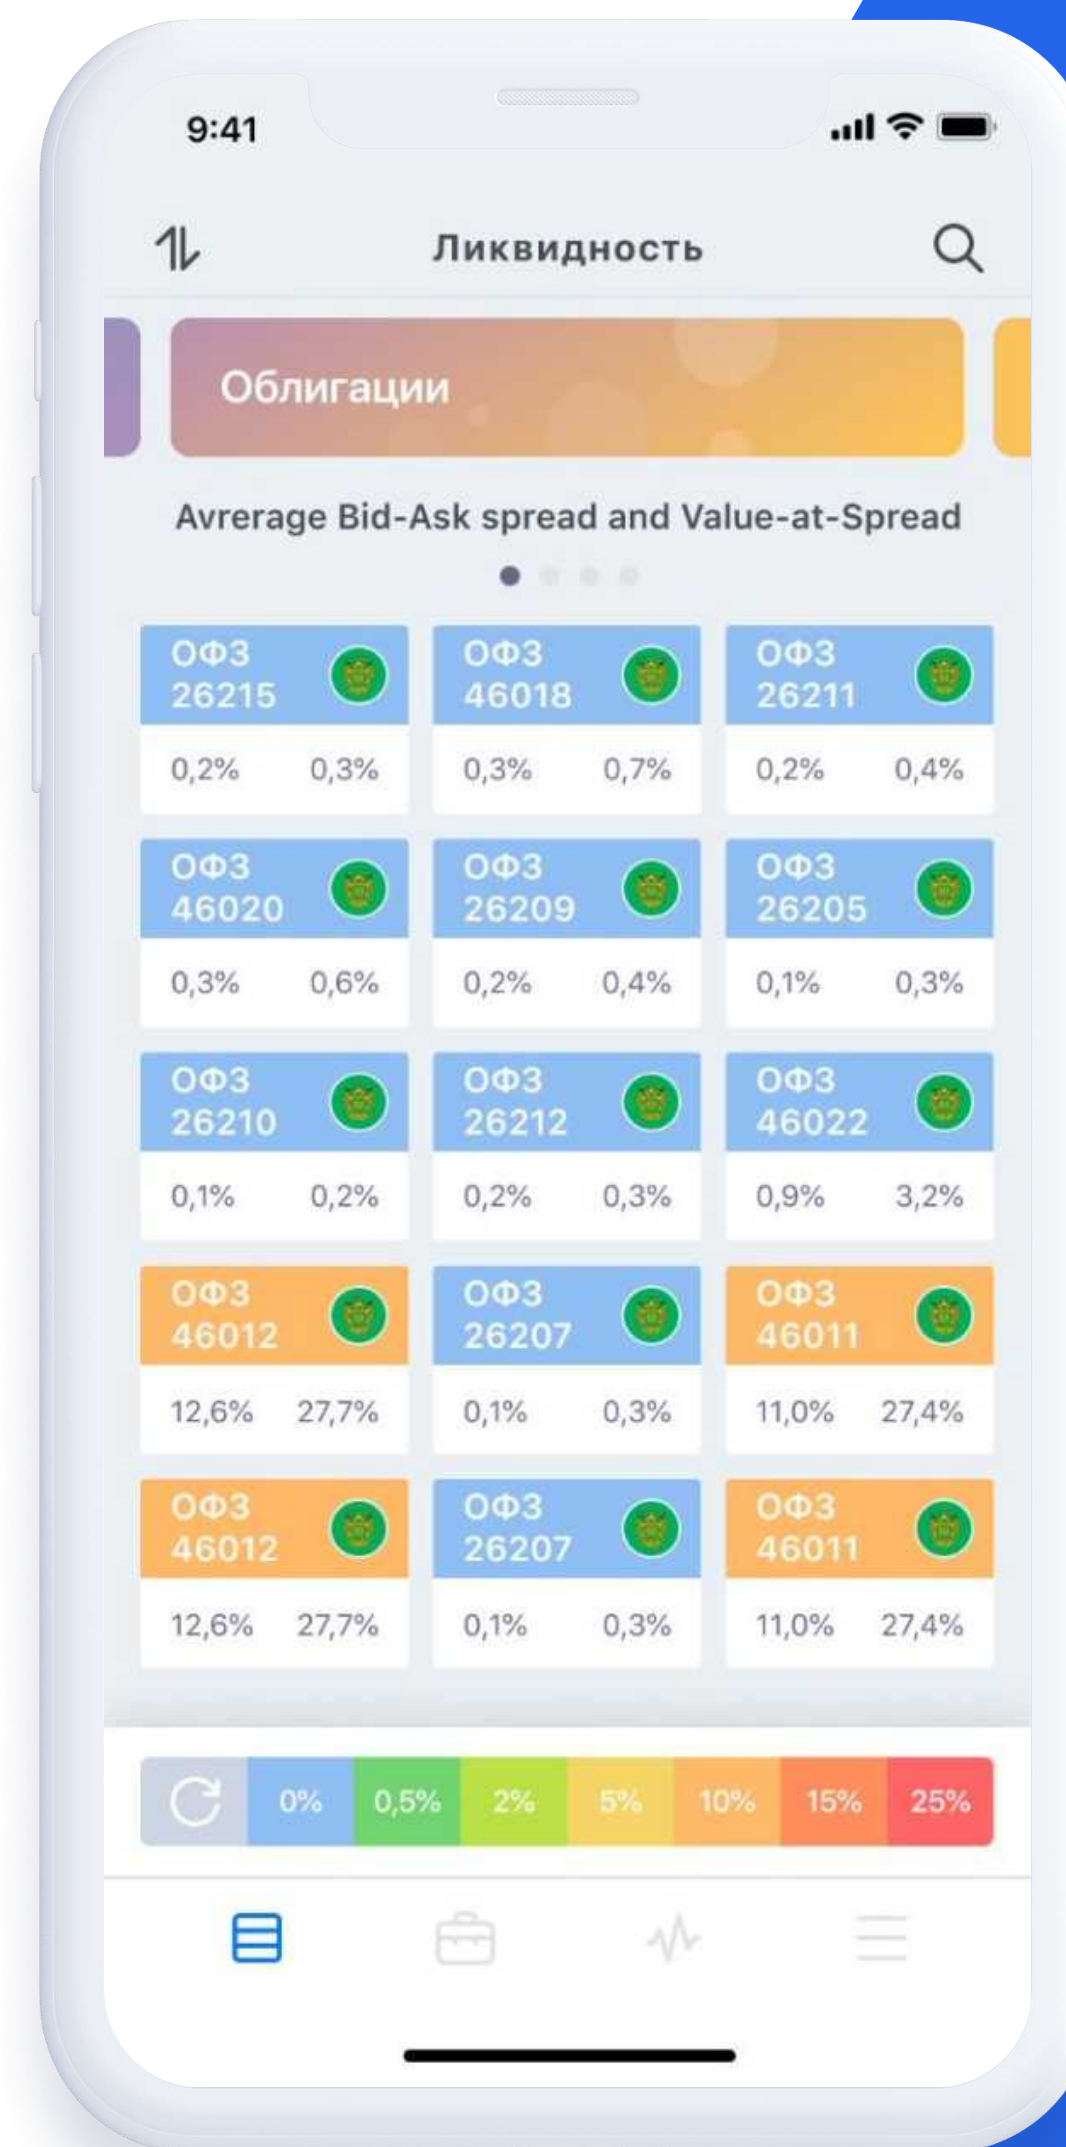 9:41
Ликвидность
Облигации
Avrerage Bid-Ask spread and Value-at-Spread
ОФЗ ОФЗ ОФЗ
26215 46018 26211
0,2% 0,3% 0,3% 0,7% 0,2% 0,4%
ОФЗ ОФЗ ОФЗ
46020 26209 26205
0,3% 0,6% 0,2% 0,4% 0,1% 0,3%
ОФЗ ОФЗ ОФЗ
26210 26212 46022
0,1% 0,2% 0,2% 0,3% 0,9% 3,2%
ОФЗ ОФЗ ОФЗ
46012 26207 46011
12,6% 27,7% 0,1% 0,3% 11,0% 27,4%
ОФЗ ОФЗ ОФЗ
46012 26207 46011
12,6% 27,7% 0,1% 0,3% 11,0% 27,4%
0% 0,5% 2% 5% 10% 15% 25%